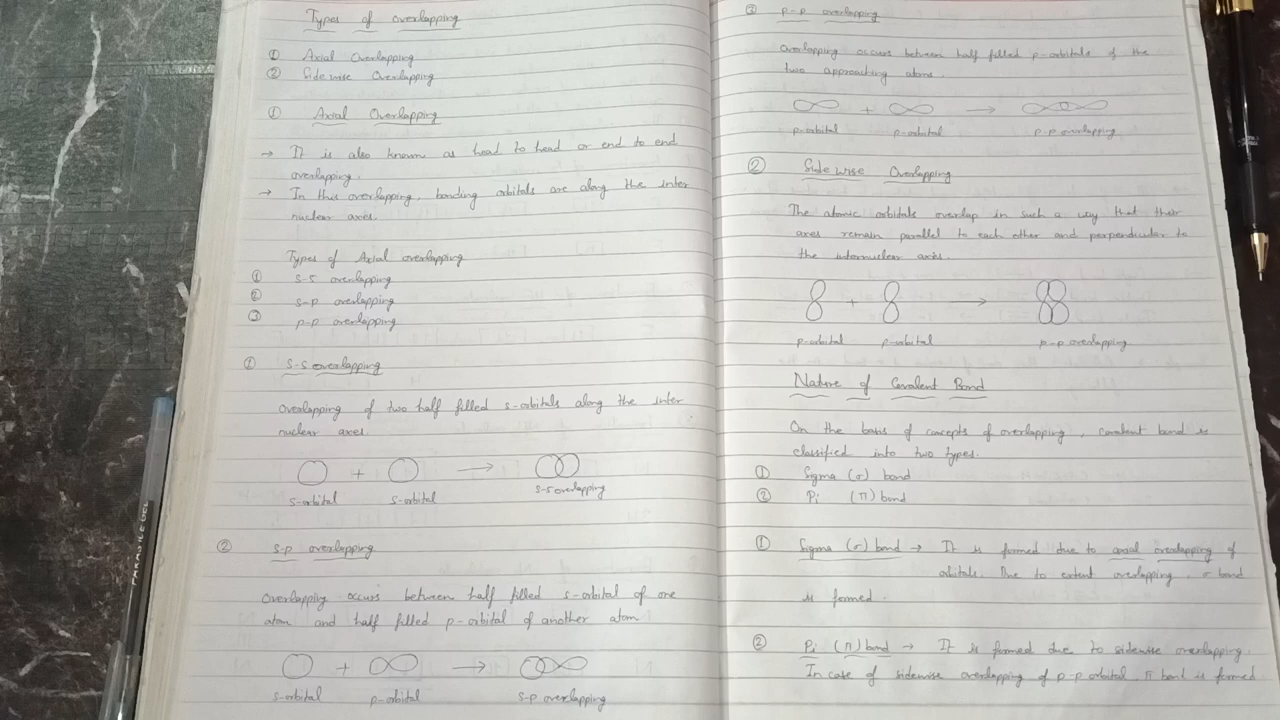 Types of overlapping
① Axial Overlapping
② Sidewise Overlapping
① Axial Overlapping
→ It is also known as head to head or end to end
overlapping.
→ In this overlapping, bonding orbitals are along the inter
nuclear axes.
Types of Axial overlapping
① s-s overlapping
② s-p overlapping
③ p-p overlapping
① s-s overlapping
Overlapping of two half filled s-orbitals along the inter
nuclear axes.
+ →
s-orbital s-orbital s-s overlapping
② s-p overlapping
Overlapping occurs between half filled s-orbital of one
atom and half filled p-orbital of another atom
+ →
s-orbital p-orbital s-p overlapping
③ p-p overlapping
Overlapping occurs between half filled p-orbitals of the
two approaching atoms.
+ →
p-orbital p-orbital p-p overlapping
② Sidewise Overlapping
The atomic orbitals overlap in such a way that their
axes remain parallel to each other and perpendicular to
the internuclear axis.
+ →
p-orbital p-orbital p-p overlapping
Nature of Covalent Bond
On the basis of concepts of overlapping, covalent bond is
classified into two types.
① Sigma (σ) bond
② Pi (π) bond
① Sigma (σ) bond → It is formed due to axial overlapping of
orbitals. Due to extent overlapping, σ bond
is formed.
② Pi (π) bond → It is formed due to sidewise overlapping.
In case of sidewise overlapping of p-p orbital, π bond is formed